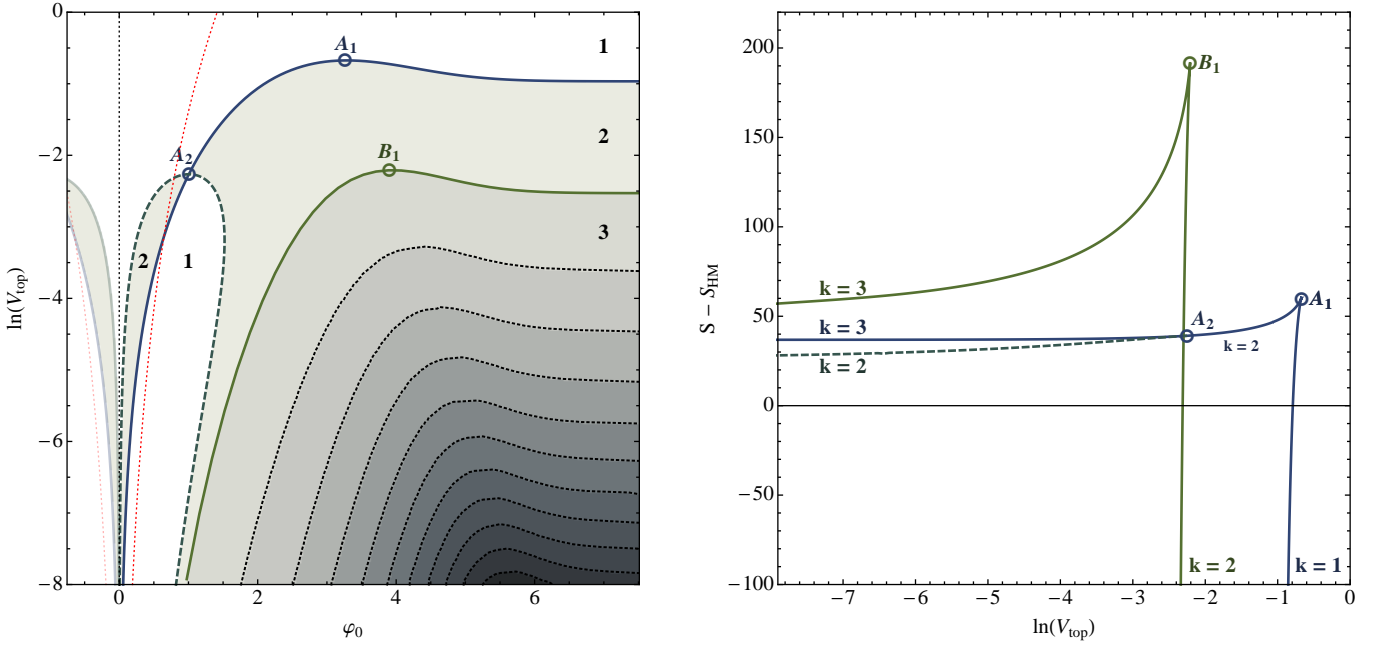 0
−2
−4
−6
−8
ln(V_top)
0
2
4
6
φ_0
A_1
A_2
B_1
1
2
3
2
1
200
150
100
50
0
−50
−100
S − S_HM
−7
−6
−5
−4
−3
−2
−1
0
ln(V_top)
B_1
A_1
A_2
k = 3
k = 3
k = 2
k = 2
k = 2
k = 1